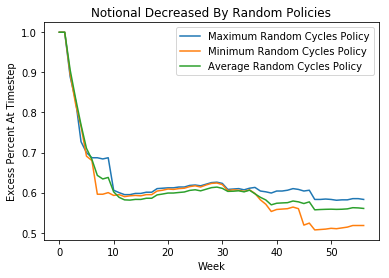 Notional Decreased By Random Policies
Maximum Random Cycles Policy
Minimum Random Cycles Policy
Average Random Cycles Policy
Excess Percent At Timestep
1.0
0.9
0.8
0.7
0.6
0.5
0 10 20 30 40 50
Week